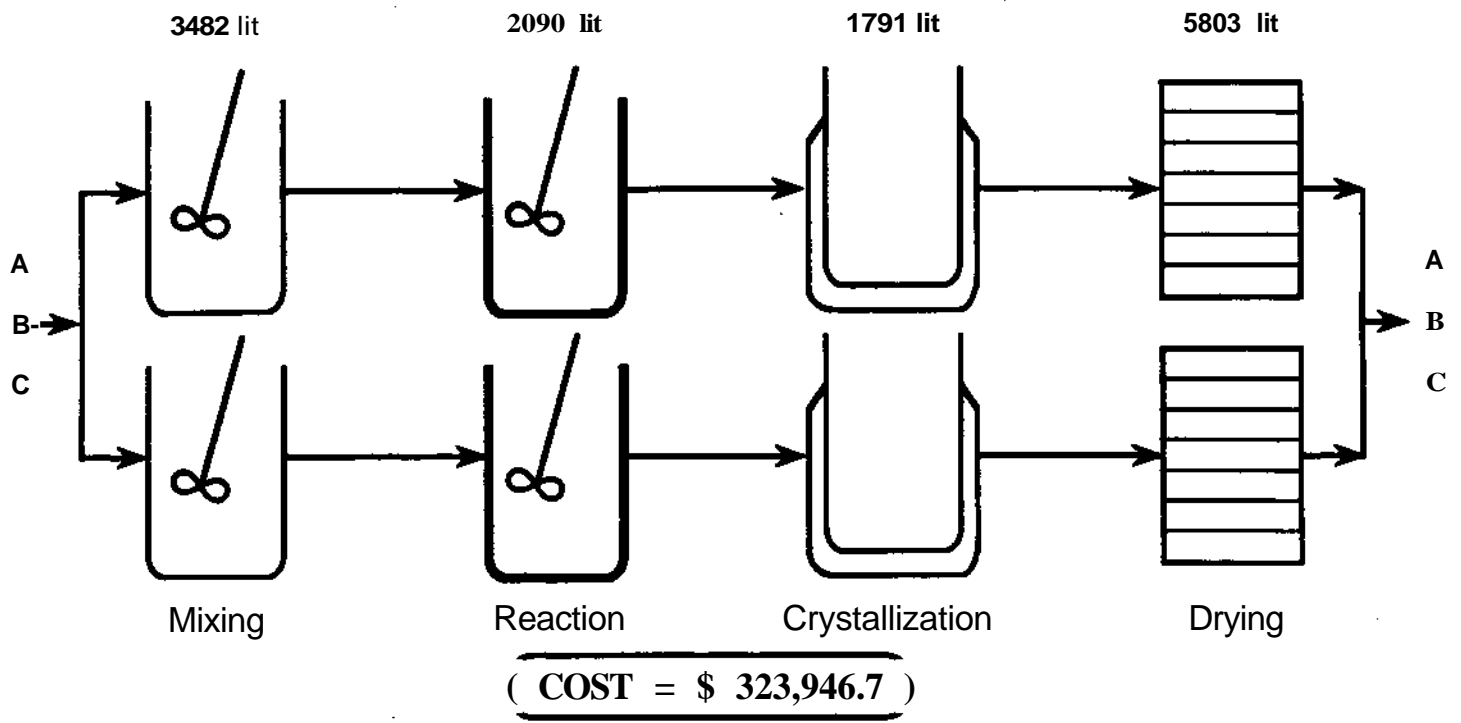 3482 lit 2090 lit 1791 lit 5803 lit
A A
B B
C C
Mixing Reaction Crystallization Drying
( COST = $ 323,946.7 )